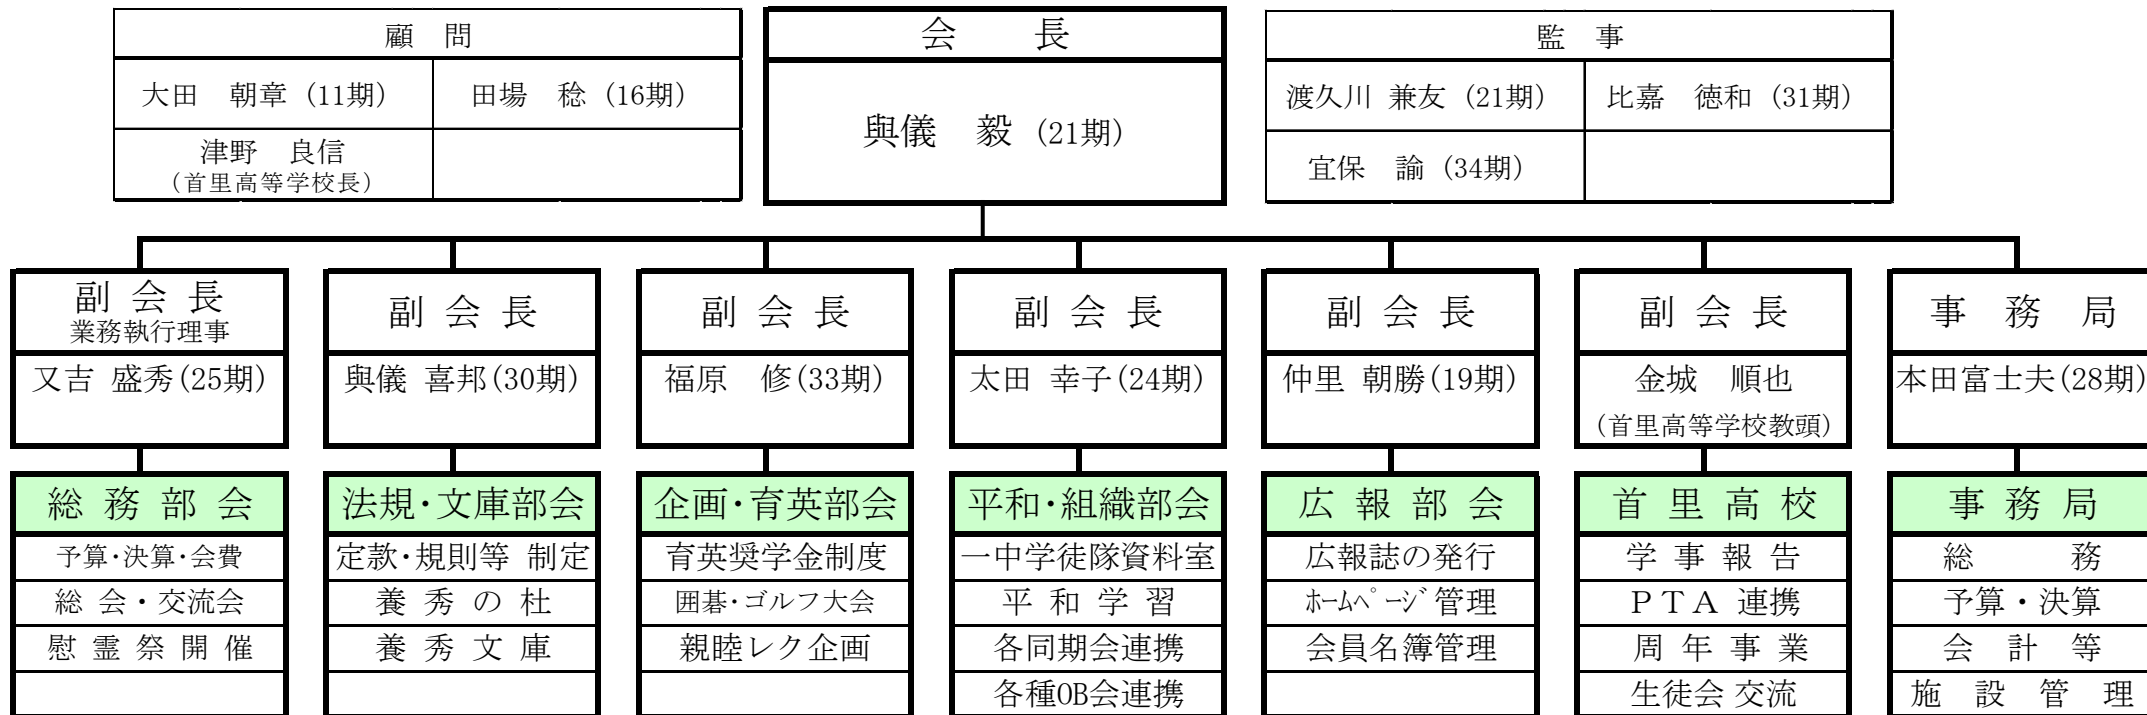 顧 問
大田 朝章 (11期)
田場 稔 (16期)
津野 良信
(首里高等学校長)
会 長
與儀 毅 (21期)
監 事
渡久川 兼友 (21期)
比嘉 徳和 (31期)
宜保 諭 (34期)
副 会 長
業務執行理事
又吉 盛秀(25期)
総 務 部 会
予算・決算・会費
総 会・交流会
慰 霊 祭 開 催
副 会 長
與儀 喜邦(30期)
法規・文庫部会
定款・規則等 制定
養 秀 の 杜
養 秀 文 庫
副 会 長
福原 修(33期)
企画・育英部会
育英奨学金制度
囲碁・ゴルフ大会
親睦レク企画
副 会 長
太田 幸子(24期)
平和・組織部会
一中学徒隊資料室
平 和 学 習
各同期会連携
各種OB会連携
副 会 長
仲里 朝勝(19期)
広 報 部 会
広報誌の発行
ﾎｰﾑﾍﾟｰｼﾞ管理
会員名簿管理
副 会 長
金城 順也
(首里高等学校教頭)
首 里 高 校
学 事 報 告
ＰＴＡ 連携
周 年 事 業
生徒会 交流
事 務 局
本田富士夫(28期)
事 務 局
総 務
予算・決算
会 計 等
施 設 管 理